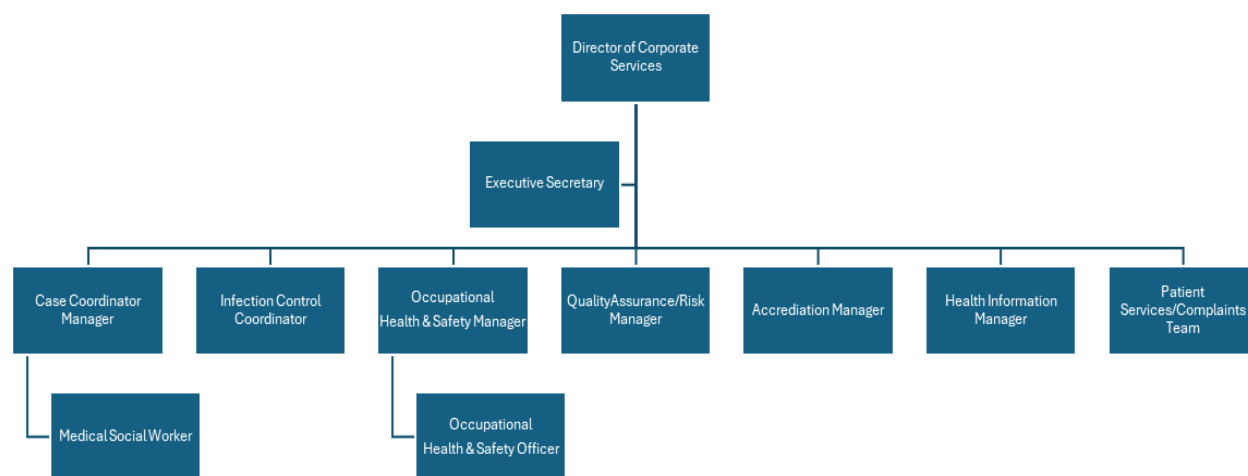 Director of Corporate
Services
Executive Secretary
Case Coordinator
Manager
Infection Control
Coordinator
Occupational
Health & Safety Manager
QualityAssurance/Risk
Manager
Accrediation Manager
Health Information
Manager
Patient
Services/Complaints
Team
Medical Social Worker
Occupational
Health & Safety Officer